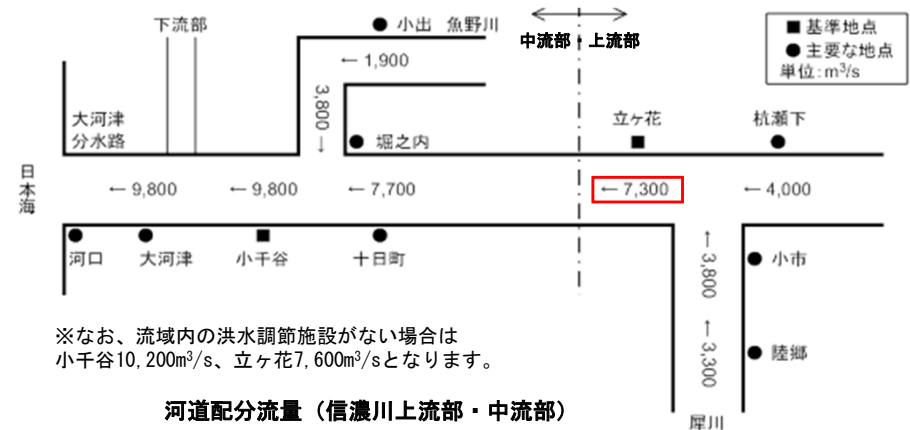 下流部
小出 魚野川
中流部・上流部
■基準地点
●主要な地点
単位:m³/s
←1,900
3,800→
大河津
分水路
堀之内
立ヶ花
杭瀬下
日本海
←9,800
←9,800
←7,700
←7,300
←4,000
河口
大河津
小千谷
十日町
←3,800
小市
←3,300
陸郷
※なお、流域内の洪水調節施設がない場合は
小千谷10,200m³/s、立ヶ花7,600m³/sとなります。
河道配分流量（信濃川上流部・中流部）
犀川